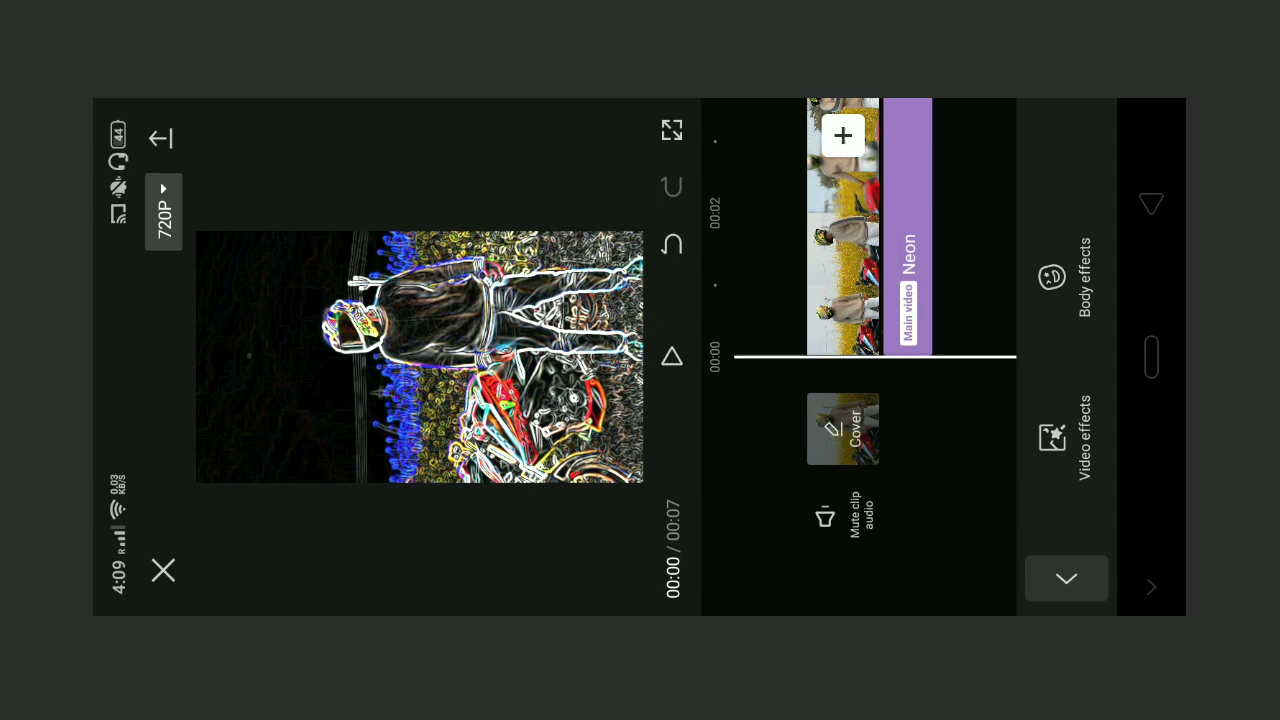 4:09 R 0.03 KB/S 44
720P
00:00 / 00:07
00:00 00:02
Mute clip
audio
Cover
Main video Neon
Video effects
Body effects